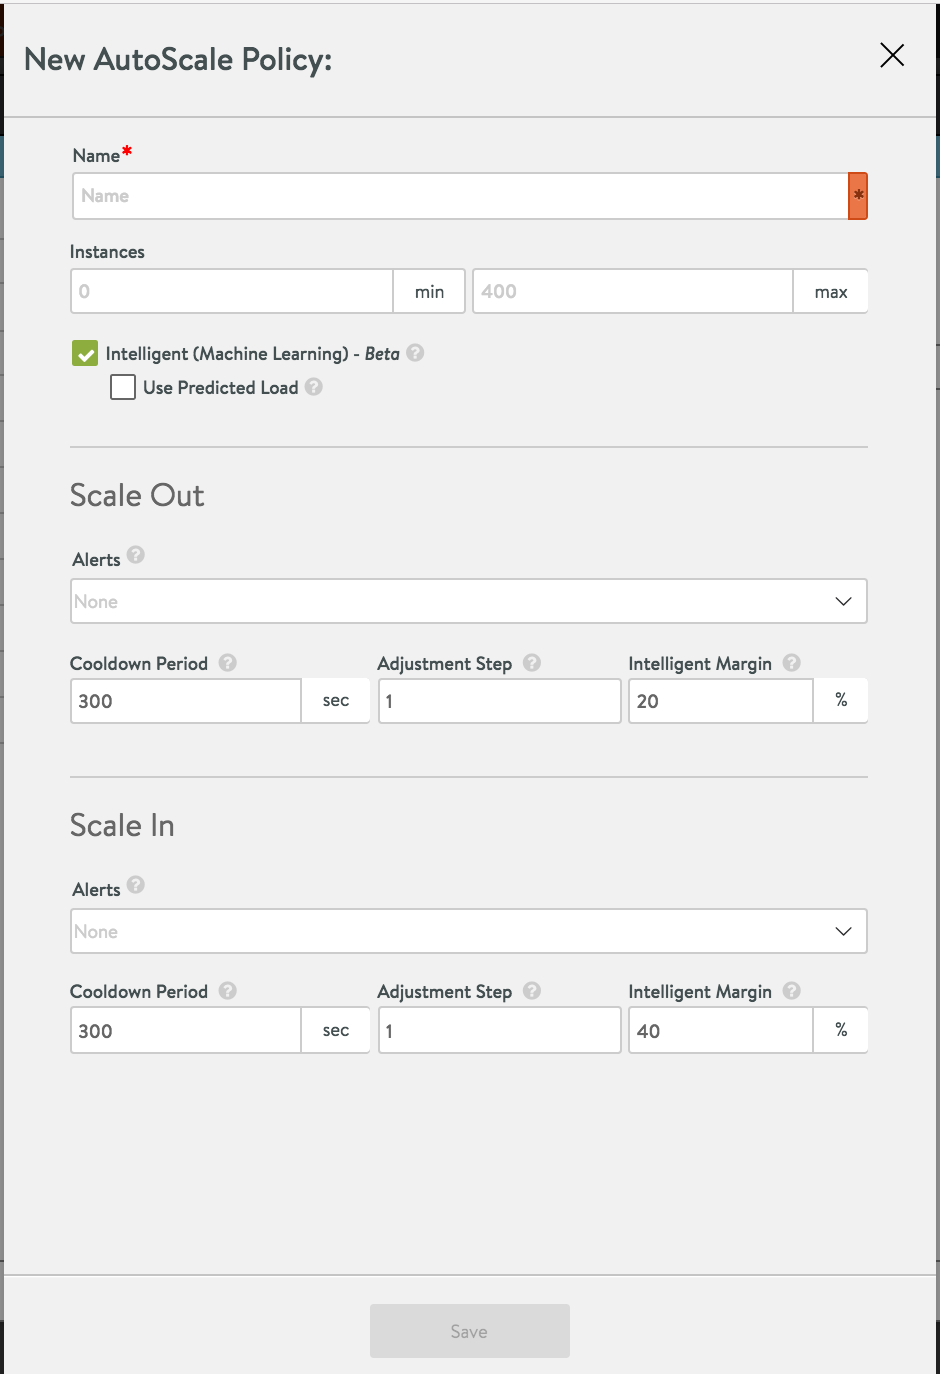 New AutoScale Policy:
Name*
Name *
Instances
0 min 400 max
Intelligent (Machine Learning) - Beta ?
Use Predicted Load ?
Scale Out
Alerts ?
None
Cooldown Period ? Adjustment Step ? Intelligent Margin ?
300 sec 1 20 %
Scale In
Alerts ?
None
Cooldown Period ? Adjustment Step ? Intelligent Margin ?
300 sec 1 40 %
Save